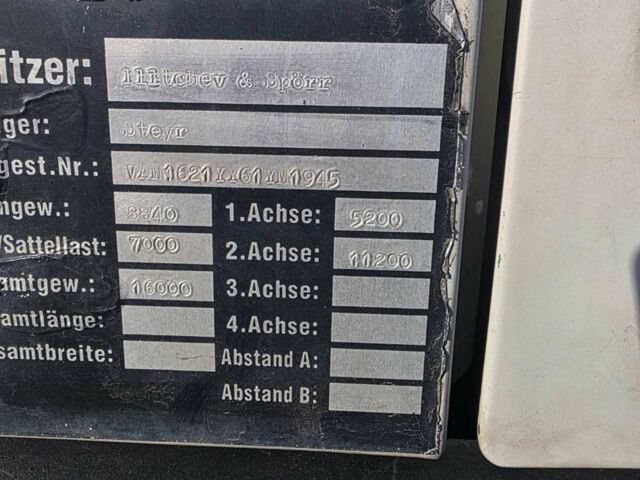 itzer: Ilitchev & Spörr
ger: Steyr
gest.Nr.: VAN1621YY61YM1945
ngew.: 8840 1.Achse: 5200
/Sattellast: 7000 2.Achse: 11200
amtgew.: 16000 3.Achse:
amtlänge: 4.Achse:
samtbreite: Abstand A:
Abstand B: